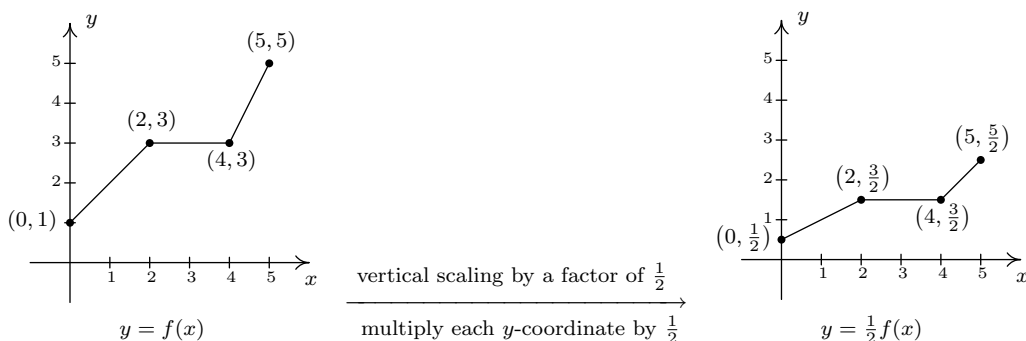 y
(5, 5)
5
4
(2, 3)
3
(4, 3)
2
(0, 1)
1 2 3 4 5
x
y = f(x)
vertical scaling by a factor of 1/2
multiply each y-coordinate by 1/2
y
5
4
3
(5, 5/2)
2
(2, 3/2)
1
(4, 3/2)
(0, 1/2)
1 2 3 4 5
x
y = 1/2 f(x)